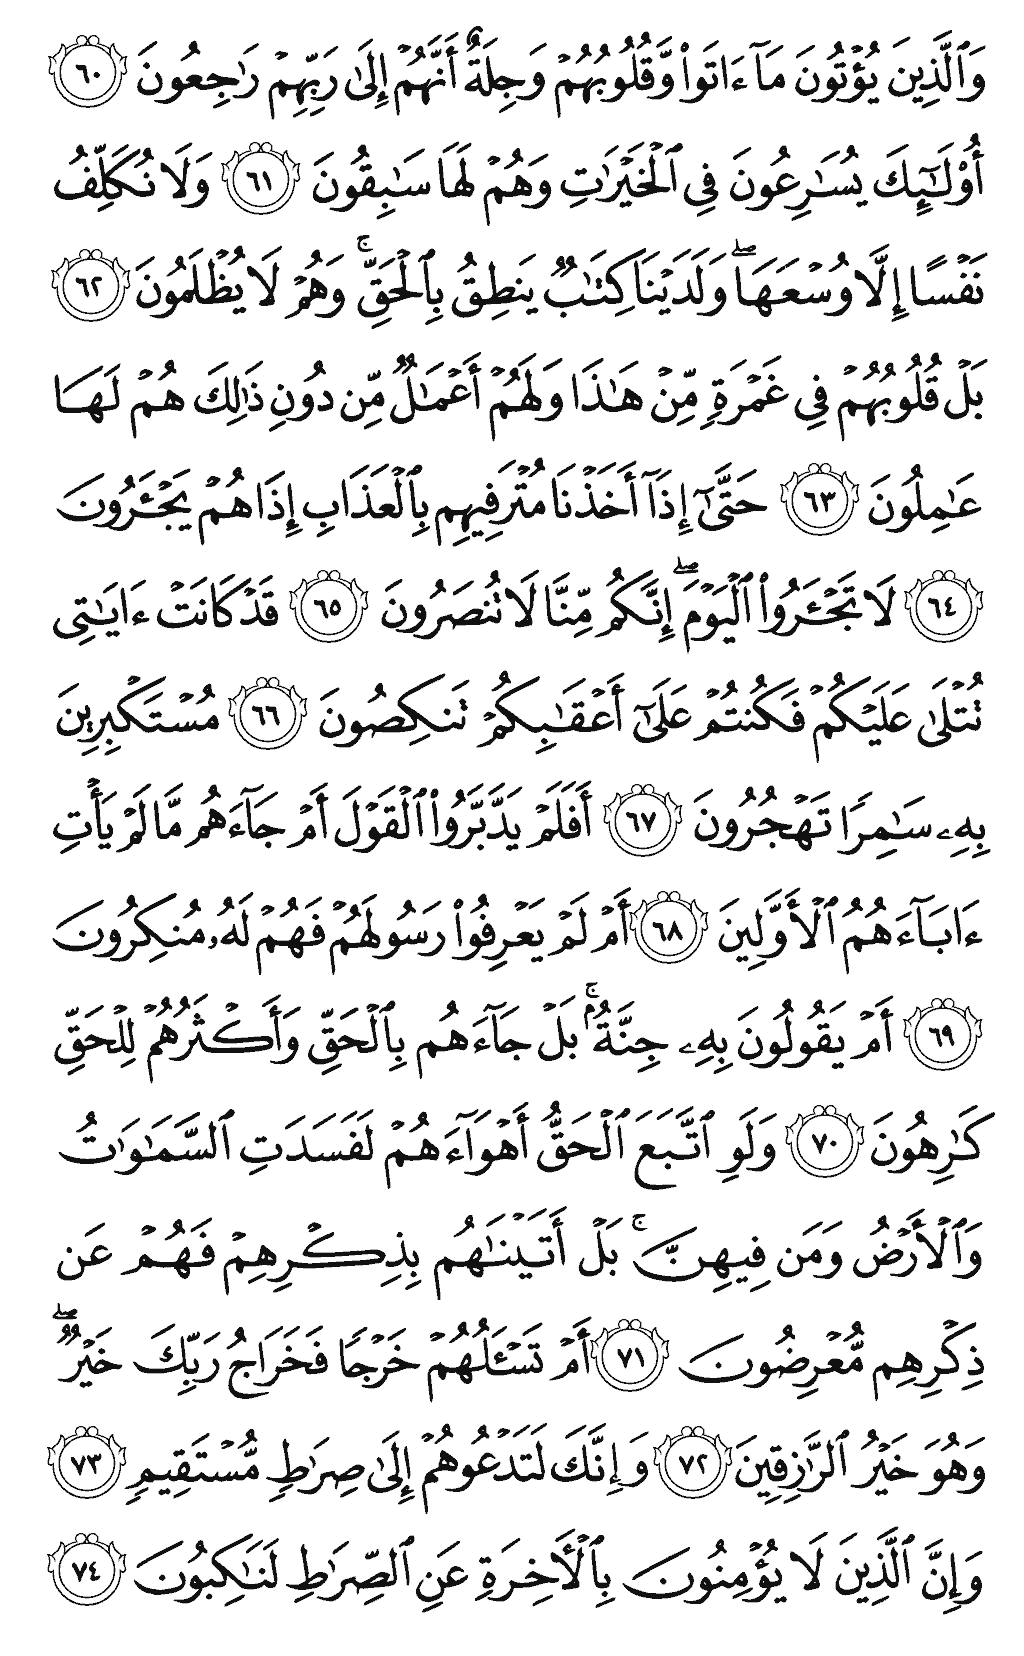 وَٱلَّذِينَ يُؤْتُونَ مَآ ءَاتَوا۟ وَّقُلُوبُهُمْ وَجِلَةٌ أَنَّهُمْ إِلَىٰ رَبِّهِمْ رَٰجِعُونَ ٦٠
أُو۟لَـٰٓئِكَ يُسَـٰرِعُونَ فِى ٱلْخَيْرَٰتِ وَهُمْ لَهَا سَـٰبِقُونَ ٦١ وَلَا نُكَلِّفُ
نَفْسًا إِلَّا وُسْعَهَا ۖ وَلَدَيْنَا كِتَـٰبٌ يَنطِقُ بِٱلْحَقِّ ۚ وَهُمْ لَا يُظْلَمُونَ ٦٢
بَلْ قُلُوبُهُمْ فِى غَمْرَةٍ مِّنْ هَـٰذَا وَلَهُمْ أَعْمَـٰلٌ مِّن دُونِ ذَٰلِكَ هُمْ لَهَا
عَـٰمِلُونَ ٦٣ حَتَّىٰٓ إِذَآ أَخَذْنَا مُتْرَفِيهِم بِٱلْعَذَابِ إِذَا هُمْ يَجْـَٔرُونَ
٦٤ لَا تَجْـَٔرُوا۟ ٱلْيَوْمَ ۖ إِنَّكُم مِّنَّا لَا تُنصَرُونَ ٦٥ قَدْ كَانَتْ ءَايَـٰتِى
تُتْلَىٰ عَلَيْكُمْ فَكُنتُمْ عَلَىٰٓ أَعْقَـٰبِكُمْ تَنكِصُونَ ٦٦ مُسْتَكْبِرِينَ
بِهِۦ سَـٰمِرًا تَهْجُرُونَ ٦٧ أَفَلَمْ يَدَّبَّرُوا۟ ٱلْقَوْلَ أَمْ جَآءَهُم مَّا لَمْ يَأْتِ
ءَابَآءَهُمُ ٱلْأَوَّلِينَ ٦٨ أَمْ لَمْ يَعْرِفُوا۟ رَسُولَهُمْ فَهُمْ لَهُۥ مُنكِرُونَ
٦٩ أَمْ يَقُولُونَ بِهِۦ جِنَّةٌۢ ۚ بَلْ جَآءَهُم بِٱلْحَقِّ وَأَكْثَرُهُمْ لِلْحَقِّ
كَـٰرِهُونَ ٧٠ وَلَوِ ٱتَّبَعَ ٱلْحَقُّ أَهْوَآءَهُمْ لَفَسَدَتِ ٱلسَّمَـٰوَٰتُ
وَٱلْأَرْضُ وَمَن فِيهِنَّ ۚ بَلْ أَتَيْنَـٰهُم بِذِكْرِهِمْ فَهُمْ عَن
ذِكْرِهِم مُّعْرِضُونَ ٧١ أَمْ تَسْـَٔلُهُمْ خَرْجًا فَخَرَاجُ رَبِّكَ خَيْرٌ ۖ
وَهُوَ خَيْرُ ٱلرَّٰزِقِينَ ٧٢ وَإِنَّكَ لَتَدْعُوهُمْ إِلَىٰ صِرَٰطٍ مُّسْتَقِيمٍ ٧٣
وَإِنَّ ٱلَّذِينَ لَا يُؤْمِنُونَ بِٱلْـَٔاخِرَةِ عَنِ ٱلصِّرَٰطِ لَنَـٰكِبُونَ ٧٤